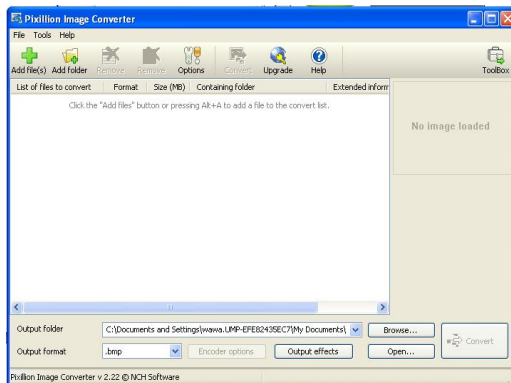 Pixillion Image Converter
File Tools Help
Add file(s) Add folder Remove Remove Options Convert Upgrade Help ToolBox
List of files to convert Format Size (MB) Containing folder Extended inform
Click the "Add files" button or pressing Alt+A to add a file to the convert list.
No image loaded
Output folder C:\Documents and Settings\wawa.UMP-EFE82435EC7\My Documents\ Browse...
Convert
Output format .bmp Encoder options Output effects Open...
Pixillion Image Converter v 2.22 © NCH Software